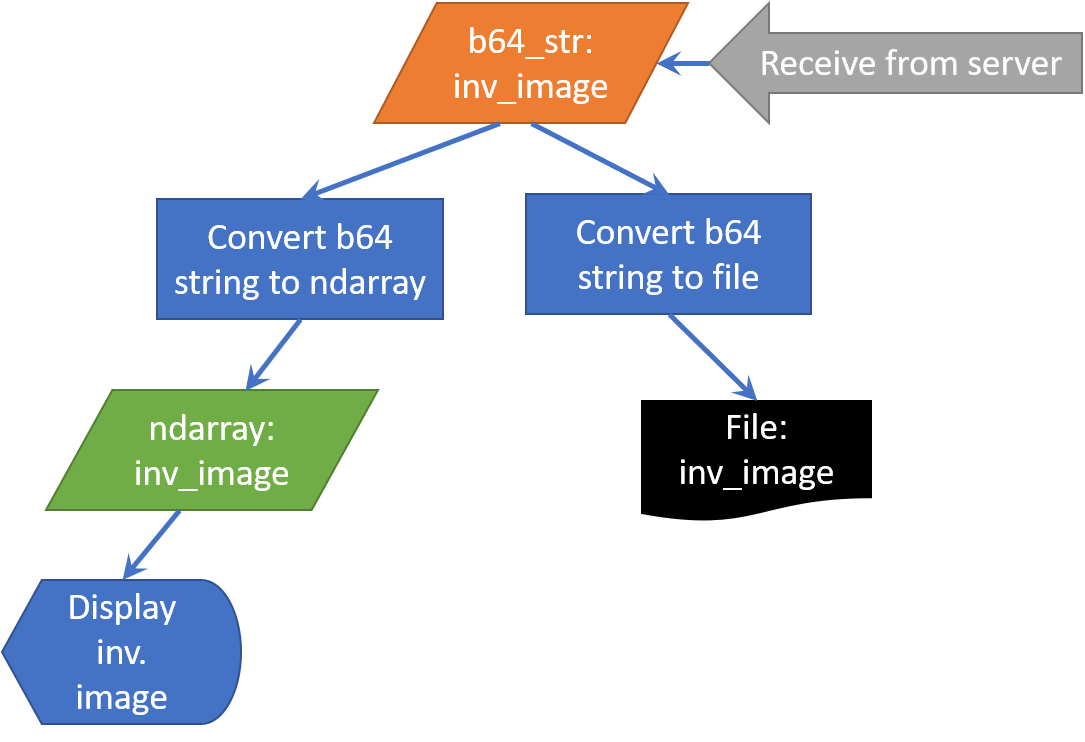 b64_str:
inv_image
Receive from server
Convert b64
string to ndarray
Convert b64
string to file
ndarray:
inv_image
File:
inv_image
Display
inv.
image